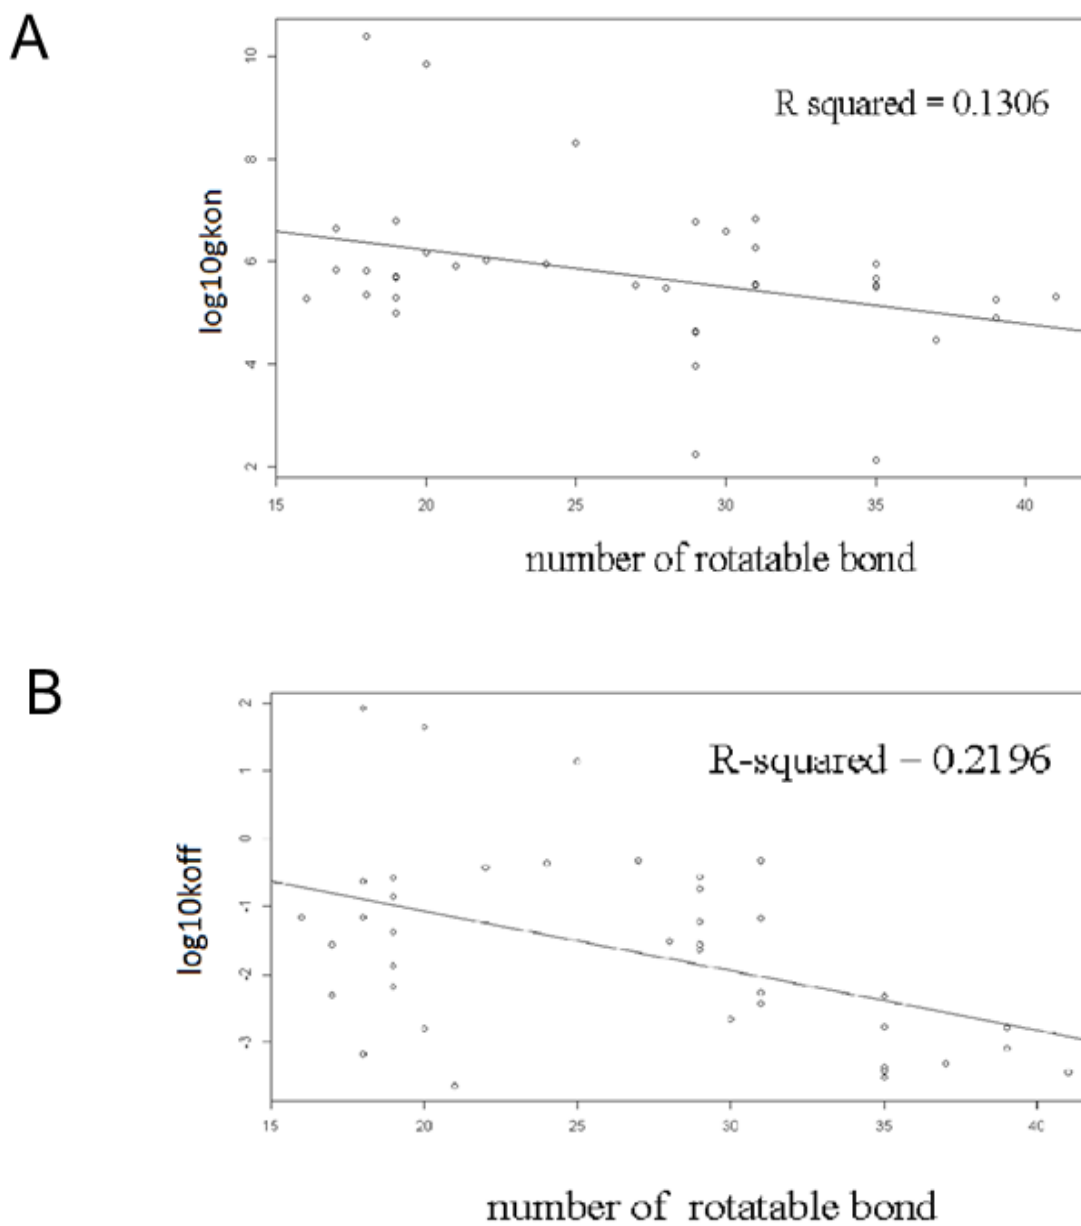 A
R squared = 0.1306
log10gkon
10
8
6
4
2
15 20 25 30 35 40
number of rotatable bond
B
R-squared – 0.2196
log10koff
2
1
0
-1
-2
-3
15 20 25 30 35 40
number of rotatable bond